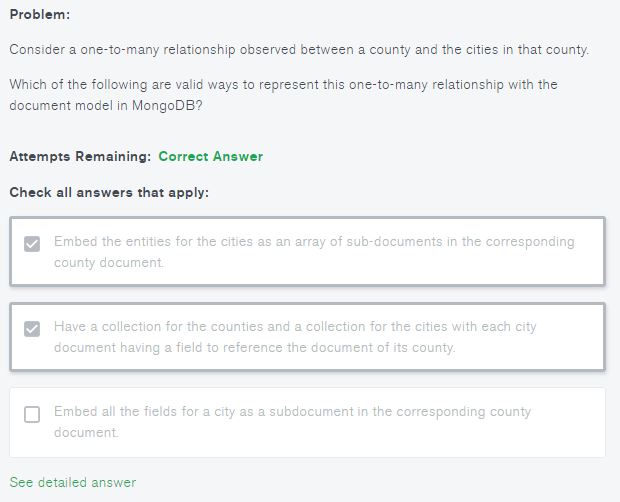 Problem:
Consider a one-to-many relationship observed between a county and the cities in that county.
Which of the following are valid ways to represent this one-to-many relationship with the
document model in MongoDB?
Attempts Remaining: Correct Answer
Check all answers that apply:
Embed the entities for the cities as an array of sub-documents in the corresponding
county document.
Have a collection for the counties and a collection for the cities with each city
document having a field to reference the document of its county.
Embed all the fields for a city as a subdocument in the corresponding county
document.
See detailed answer